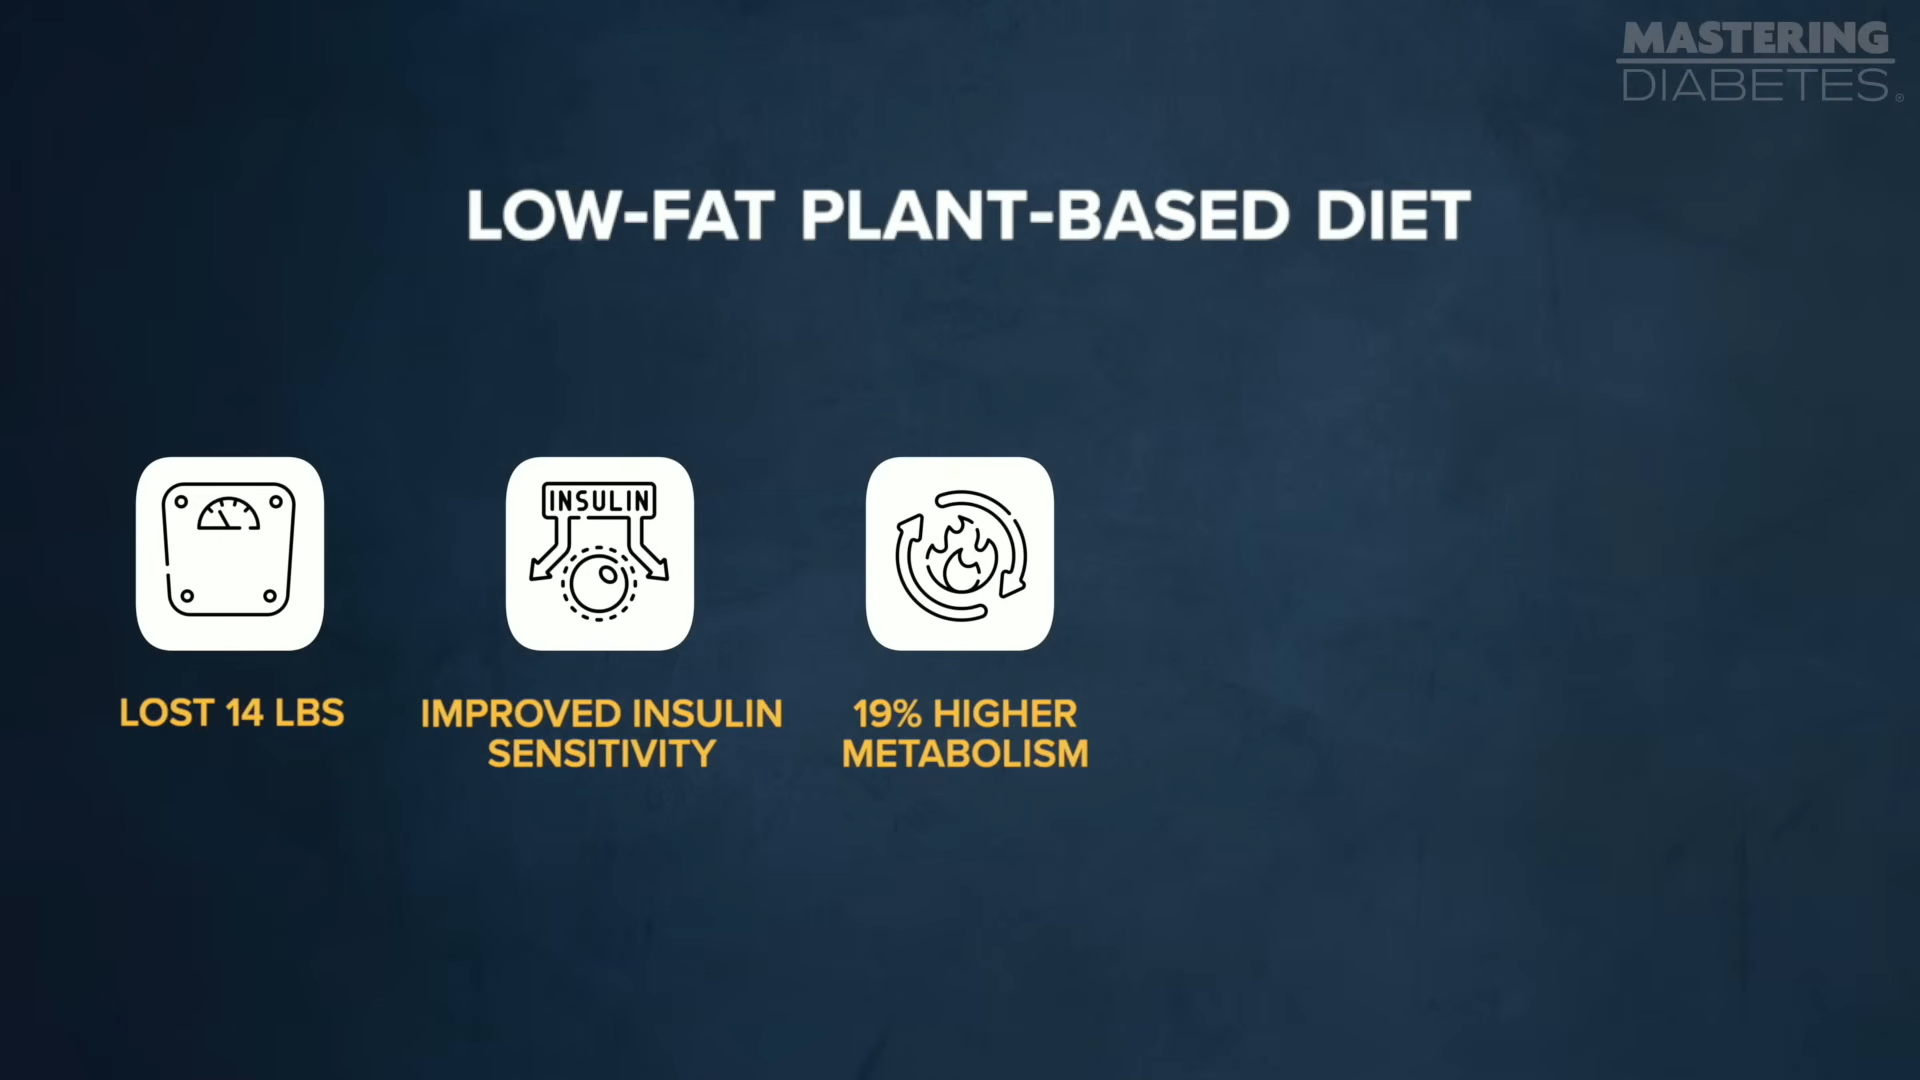 MASTERING
DIABETES®
LOW-FAT PLANT-BASED DIET
INSULIN
LOST 14 LBS
IMPROVED INSULIN
SENSITIVITY
19% HIGHER
METABOLISM